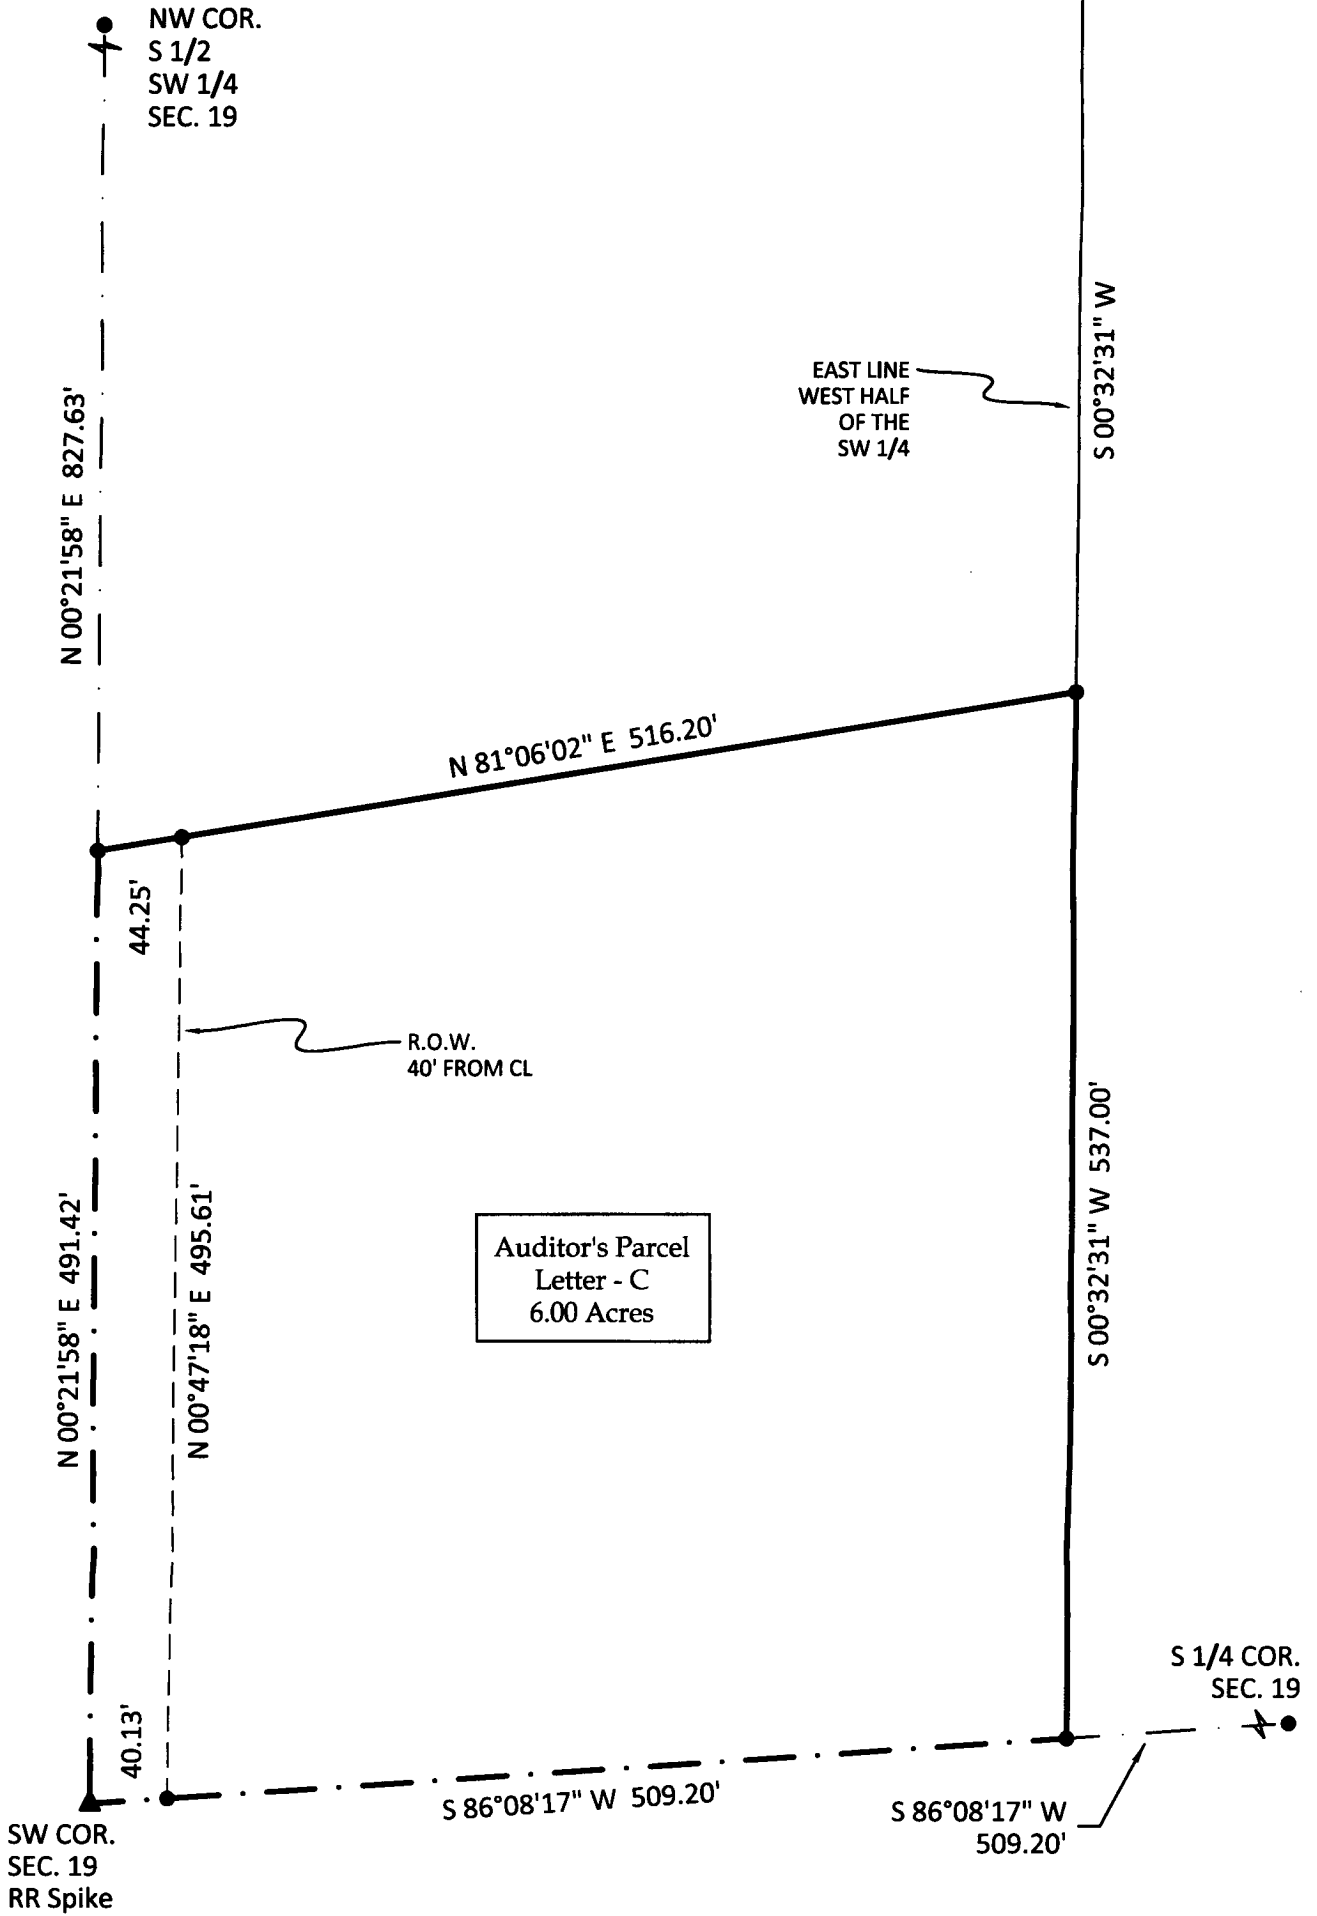 NW COR.
S 1/2
SW 1/4
SEC. 19
N 00°21'58" E 827.63'
EAST LINE
WEST HALF
OF THE
SW 1/4
S 00°32'31" W
N 81°06'02" E 516.20'
44.25'
R.O.W.
40' FROM CL
N 00°21'58" E 491.42'
N 00°47'18" E 495.61'
Auditor's Parcel
Letter - C
6.00 Acres
S 00°32'31" W 537.00'
40.13'
S 1/4 COR.
SEC. 19
S 86°08'17" W 509.20'
S 86°08'17" W
509.20'
SW COR.
SEC. 19
RR Spike